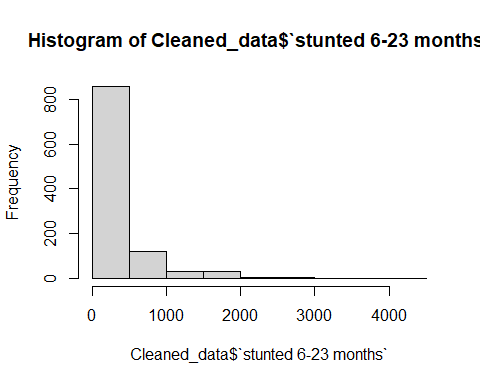 Histogram of Cleaned_data$`stunted 6-23 months
Frequency
800
600
400
200
0
0 1000 2000 3000 4000
Cleaned_data$`stunted 6-23 months`